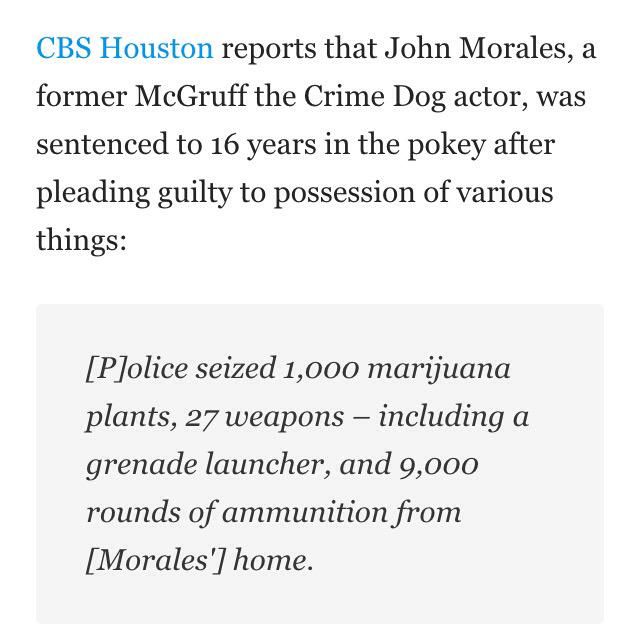 CBS Houston reports that John Morales, a
former McGruff the Crime Dog actor, was
sentenced to 16 years in the pokey after
pleading guilty to possession of various
things:
[P]olice seized 1,000 marijuana
plants, 27 weapons – including a
grenade launcher, and 9,000
rounds of ammunition from
[Morales'] home.